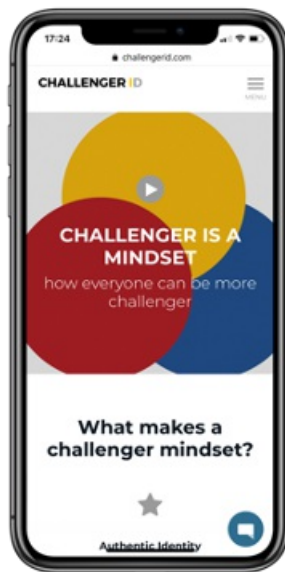 17:24
challengerid.com
CHALLENGER ID
MENU
CHALLENGER IS A
MINDSET
how everyone can be more
challenger
What makes a
challenger mindset?
Authentic Identity